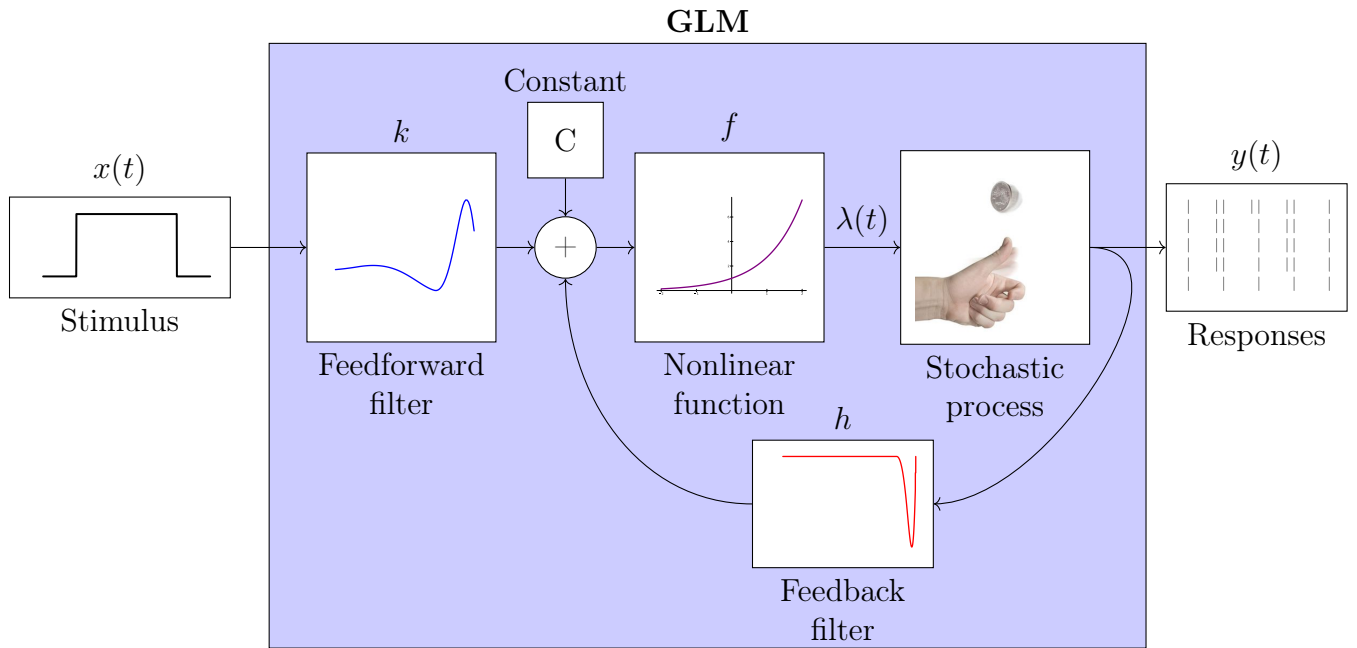 GLM
Constant
C
k
f
x(t)
y(t)
λ(t)
+
Stimulus
Feedforward
filter
Nonlinear
function
Stochastic
process
Responses
h
Feedback
filter